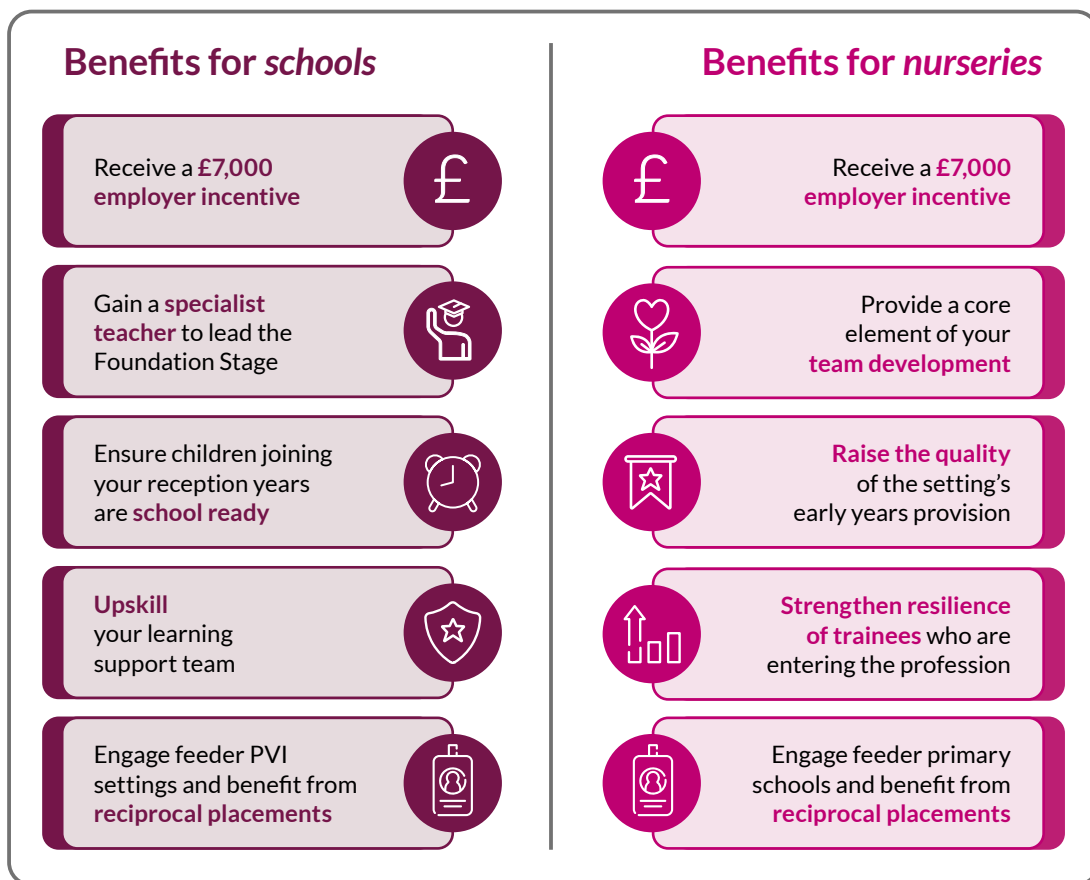 Benefits for schools
Receive a £7,000
employer incentive
£
Gain a specialist
teacher to lead the
Foundation Stage
Ensure children joining
your reception years
are school ready
Upskill
your learning
support team
Engage feeder PVI
settings and benefit from
reciprocal placements
Benefits for nurseries
£
Receive a £7,000
employer incentive
Provide a core
element of your
team development
Raise the quality
of the setting's
early years provision
Strengthen resilience
of trainees who are
entering the profession
Engage feeder primary
schools and benefit from
reciprocal placements